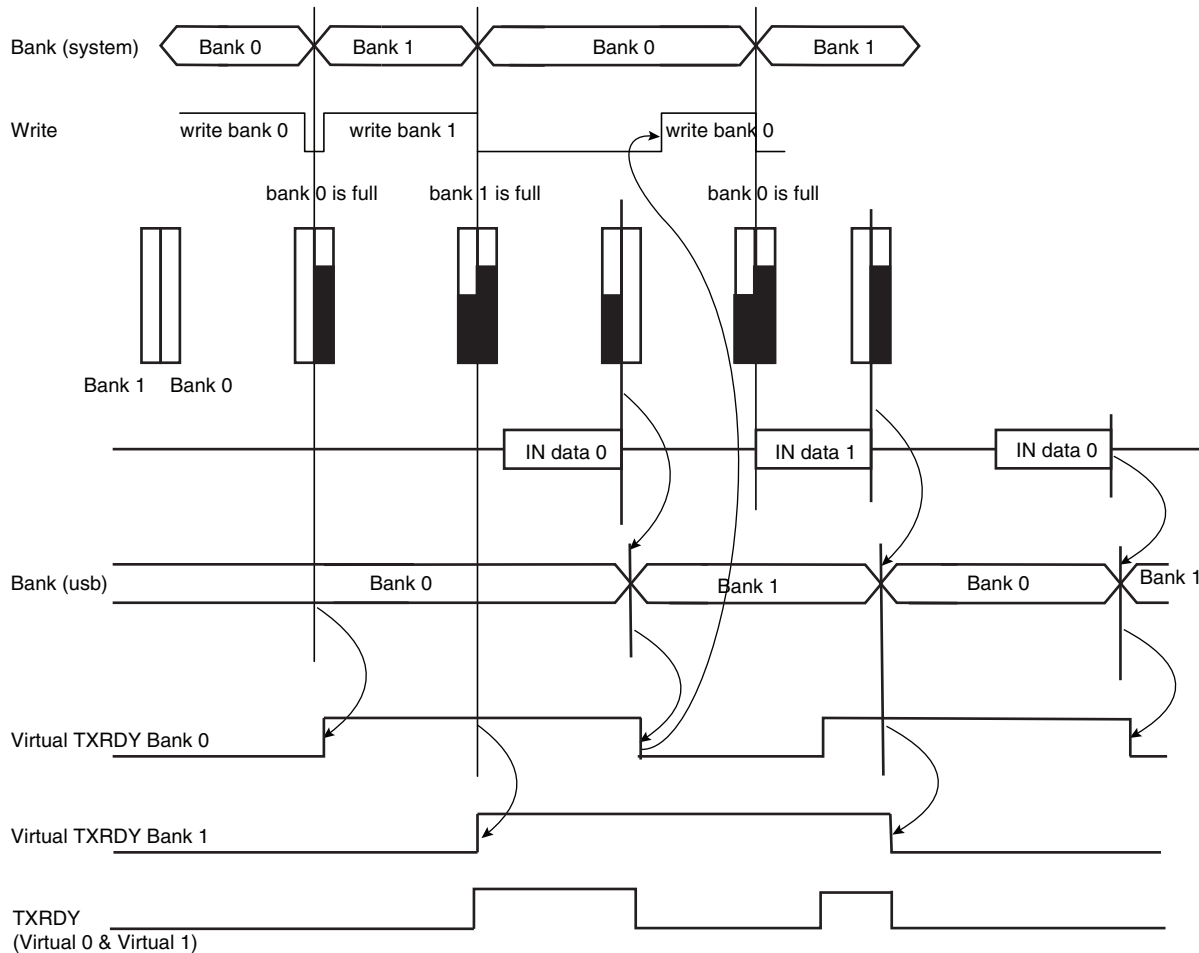 Bank (system)
Bank 0
Bank 1
Bank 0
Bank 1
Write
write bank 0
write bank 1
write bank 0
bank 0 is full
bank 1 is full
bank 0 is full
Bank 1
Bank 0
IN data 0
IN data 1
IN data 0
Bank (usb)
Bank 0
Bank 1
Bank 0
Bank 1
Virtual TXRDY Bank 0
Virtual TXRDY Bank 1
TXRDY
(Virtual 0 & Virtual 1)